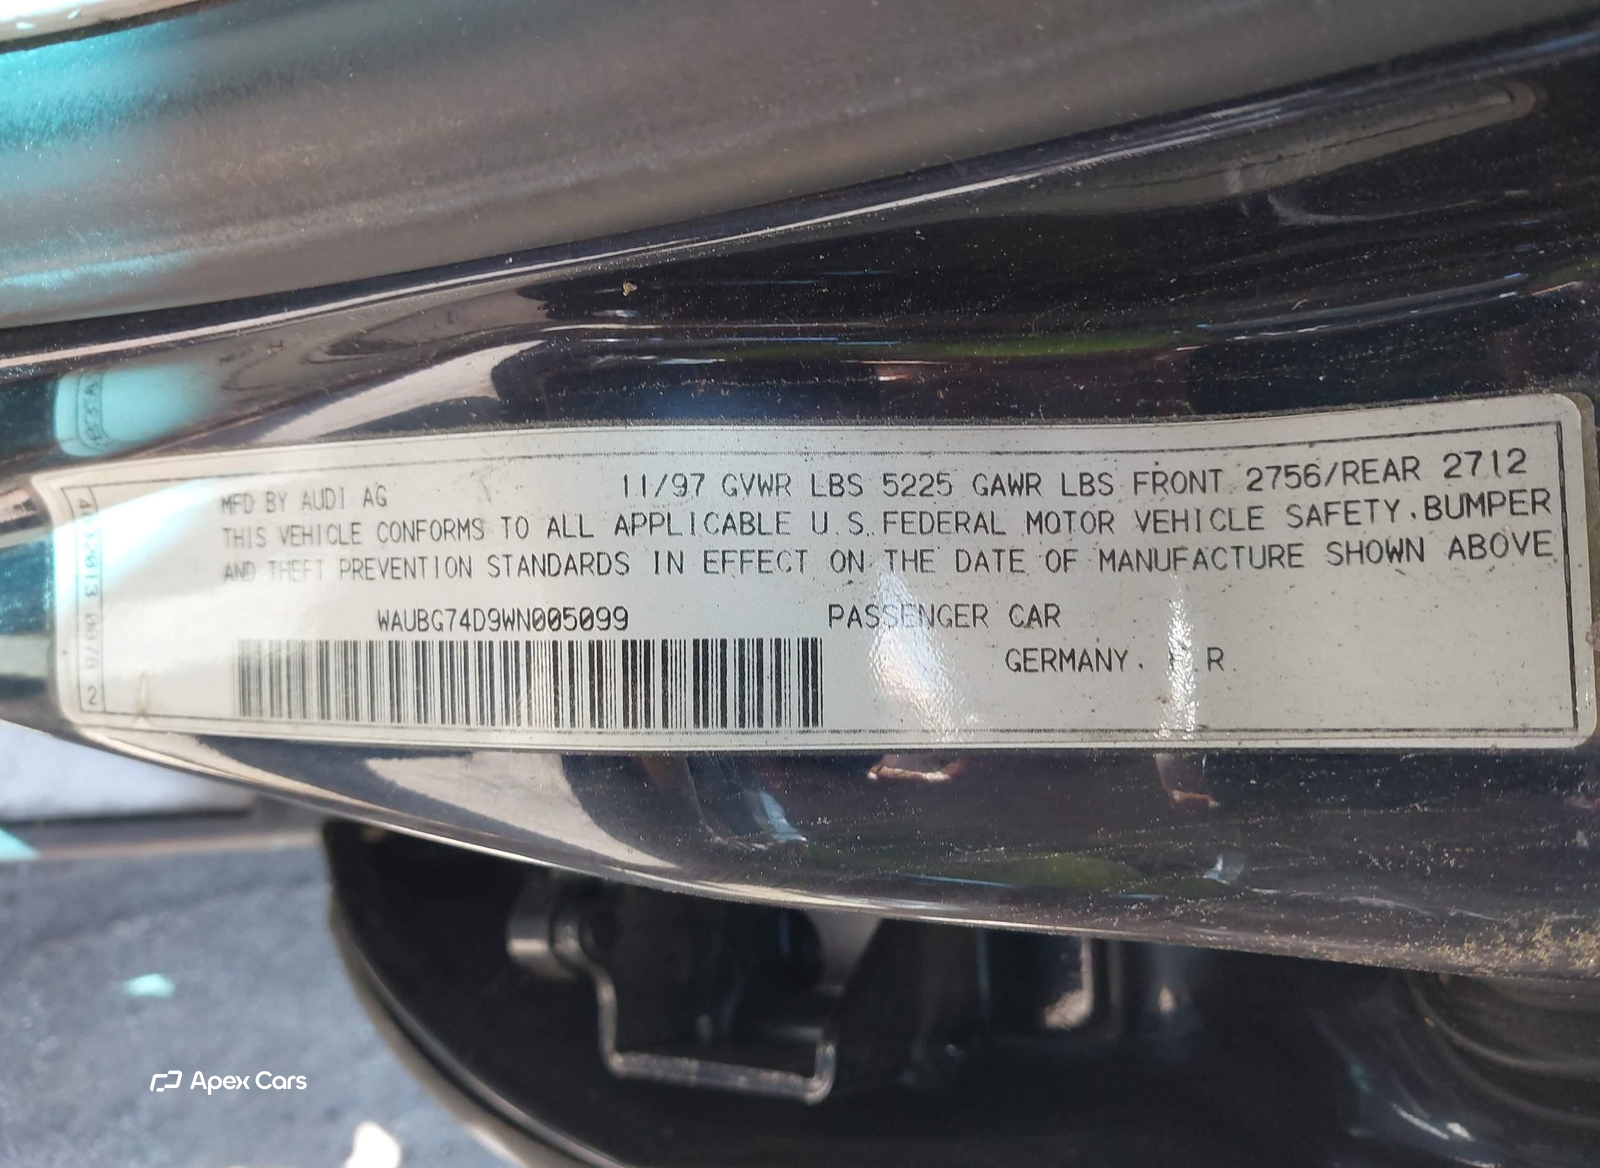 MFD BY AUDI AG 11/97 GVWR LBS 5225 GAWR LBS FRONT 2756/REAR 2712
THIS VEHICLE CONFORMS TO ALL APPLICABLE U.S. FEDERAL MOTOR VEHICLE SAFETY. BUMPER
AND THEFT PREVENTION STANDARDS IN EFFECT ON THE DATE OF MANUFACTURE SHOWN ABOVE
WAUBG74D9WN005099 PASSENGER CAR
GERMANY. R
Apex Cars